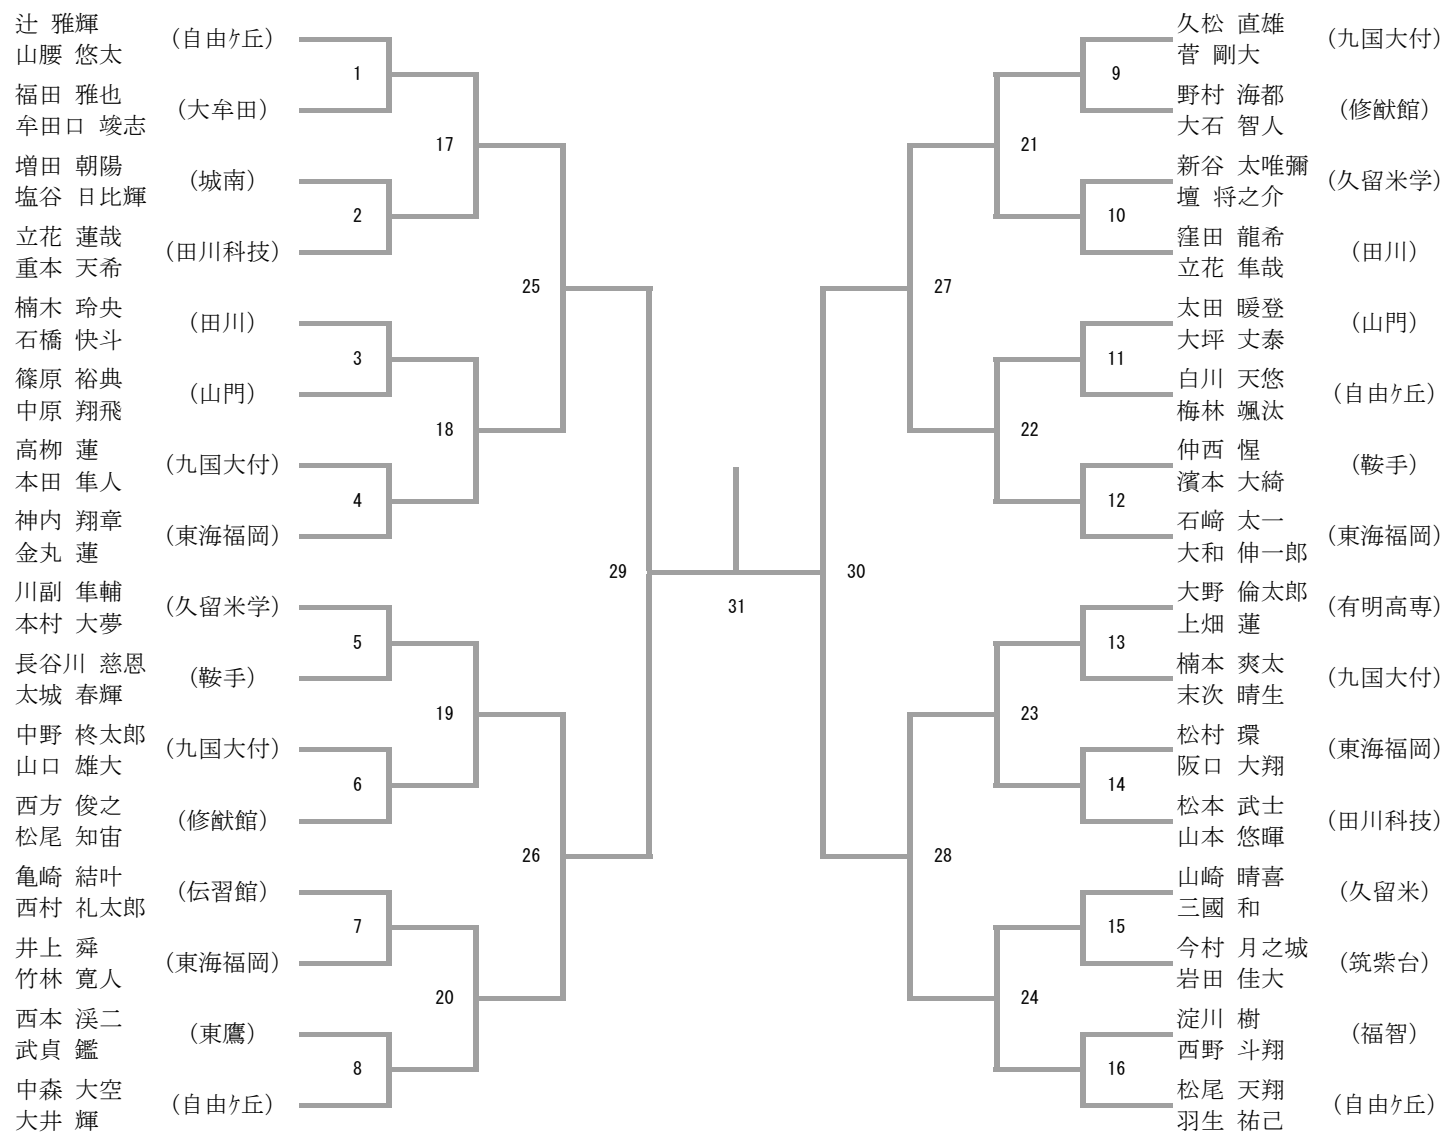 辻 雅輝
山腰 悠太
(自由ケ丘)
1
福田 雅也
牟田口 竣志
(大牟田)
17
増田 朝陽
塩谷 日比輝
(城南)
2
立花 蓮哉
重本 天希
(田川科技)
25
楠木 玲央
石橋 快斗
(田川)
3
篠原 裕典
中原 翔飛
(山門)
18
高栁 蓮
本田 隼人
(九国大付)
4
神内 翔章
金丸 蓮
(東海福岡)
29
川副 隼輔
本村 大夢
(久留米学)
5
長谷川 慈恩
太城 春輝
(鞍手)
19
中野 柊太郎
山口 雄大
(九国大付)
6
西方 俊之
松尾 知宙
(修猷館)
26
亀崎 結叶
西村 礼太郎
(伝習館)
7
井上 舜
竹林 寛人
(東海福岡)
20
西本 渓二
武貞 鑑
(東鷹)
8
中森 大空
大井 輝
(自由ケ丘)
31
久松 直雄
菅 剛大
(九国大付)
9
野村 海都
大石 智人
(修猷館)
21
新谷 太唯彌
壇 将之介
(久留米学)
10
窪田 龍希
立花 隼哉
(田川)
27
太田 暖登
大坪 丈泰
(山門)
11
白川 天悠
梅林 颯汰
(自由ケ丘)
22
仲西 惺
濱本 大綺
(鞍手)
12
石﨑 太一
大和 伸一郎
(東海福岡)
30
大野 倫太郎
上畑 蓮
(有明高専)
13
楠本 爽太
末次 晴生
(九国大付)
23
松村 環
阪口 大翔
(東海福岡)
14
松本 武士
山本 悠暉
(田川科技)
28
山崎 晴喜
三國 和
(久留米)
15
今村 月之城
岩田 佳大
(筑紫台)
24
淀川 樹
西野 斗翔
(福智)
16
松尾 天翔
羽生 祐己
(自由ケ丘)